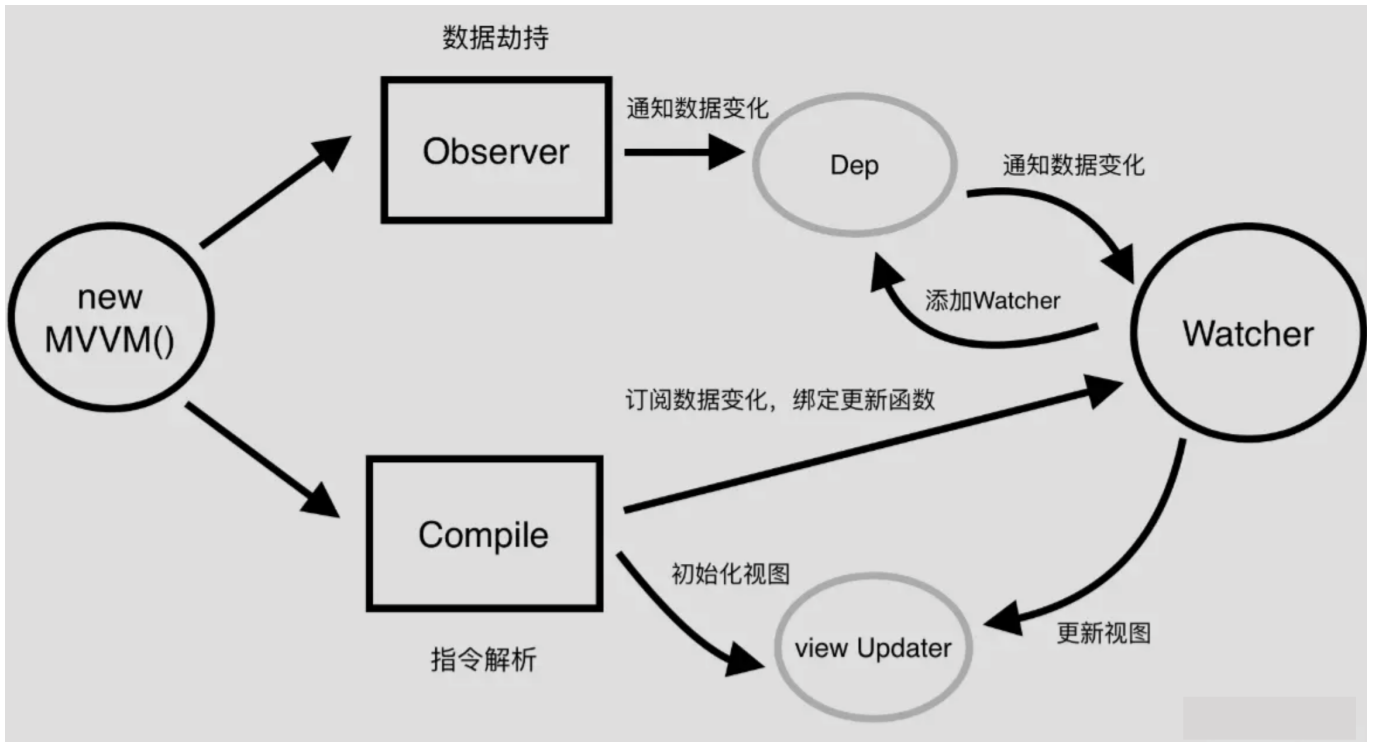 数据劫持
Observer
通知数据变化
Dep
通知数据变化
new
MVVM()
添加Watcher
Watcher
订阅数据变化，绑定更新函数
Compile
初始化视图
view Updater
更新视图
指令解析